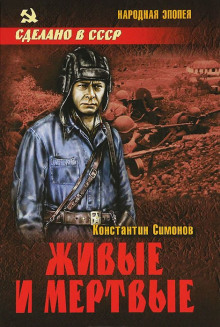 НАРОДНАЯ ЭПОПЕЯ
СДЕЛАНО В СССР
Константин Симонов
ЖИВЫЕ
И МЕРТВЫЕ